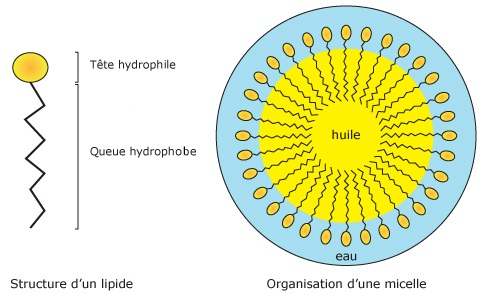 Tête hydrophile
Queue hydrophobe
Structure d'un lipide
huile
eau
Organisation d'une micelle